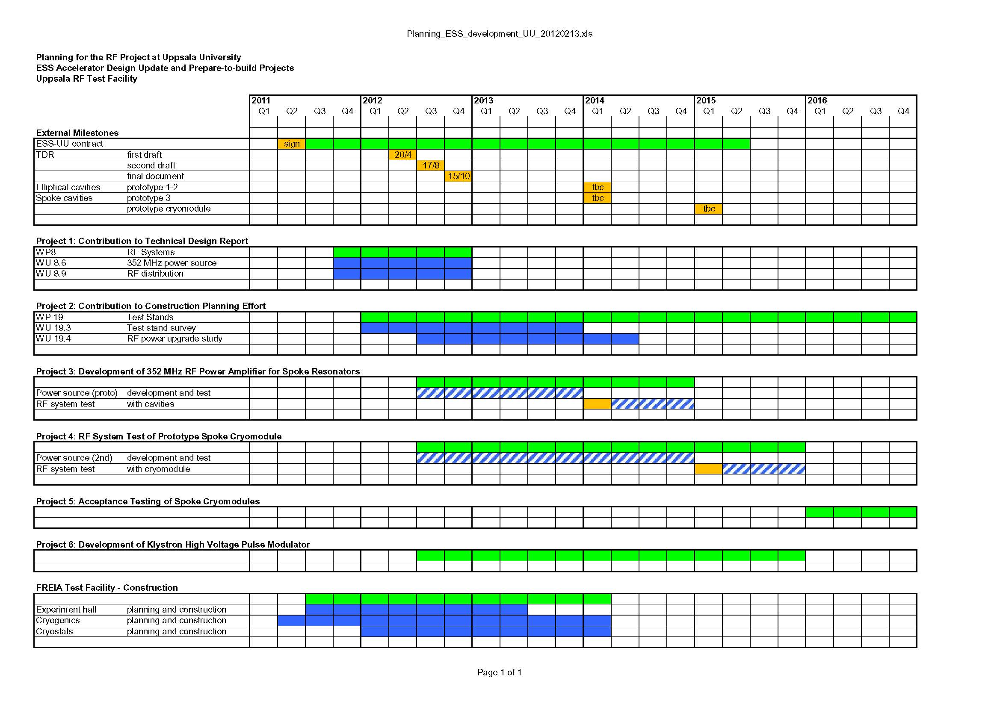 Planning_ESS_development_UU_20120213.xls
Planning for the RF Project at Uppsala University
ESS Accelerator Design Update and Prepare-to-build Projects
Uppsala RF Test Facility
2011 2012 2013 2014 2015 2016
Q1 Q2 Q3 Q4 Q1 Q2 Q3 Q4 Q1 Q2 Q3 Q4 Q1 Q2 Q3 Q4 Q1 Q2 Q3 Q4 Q1 Q2 Q3 Q4
External Milestones
ESS-UU contract sign
TDR first draft 20/4
second draft 17/8
final document 15/10
Elliptical cavities prototype 1-2 tbc
Spoke cavities prototype 3 tbc
prototype cryomodule tbc
Project 1: Contribution to Technical Design Report
WP8 RF Systems
WU 8.6 352 MHz power source
WU 8.9 RF distribution
Project 2: Contribution to Construction Planning Effort
WP 19 Test Stands
WU 19.3 Test stand survey
WU 19.4 RF power upgrade study
Project 3: Development of 352 MHz RF Power Amplifier for Spoke Resonators
Power source (proto) development and test
RF system test with cavities
Project 4: RF System Test of Prototype Spoke Cryomodule
Power source (2nd) development and test
RF system test with cryomodule
Project 5: Acceptance Testing of Spoke Cryomodules
Project 6: Development of Klystron High Voltage Pulse Modulator
FREIA Test Facility - Construction
Experiment hall planning and construction
Cryogenics planning and construction
Cryostats planning and construction
Page 1 of 1